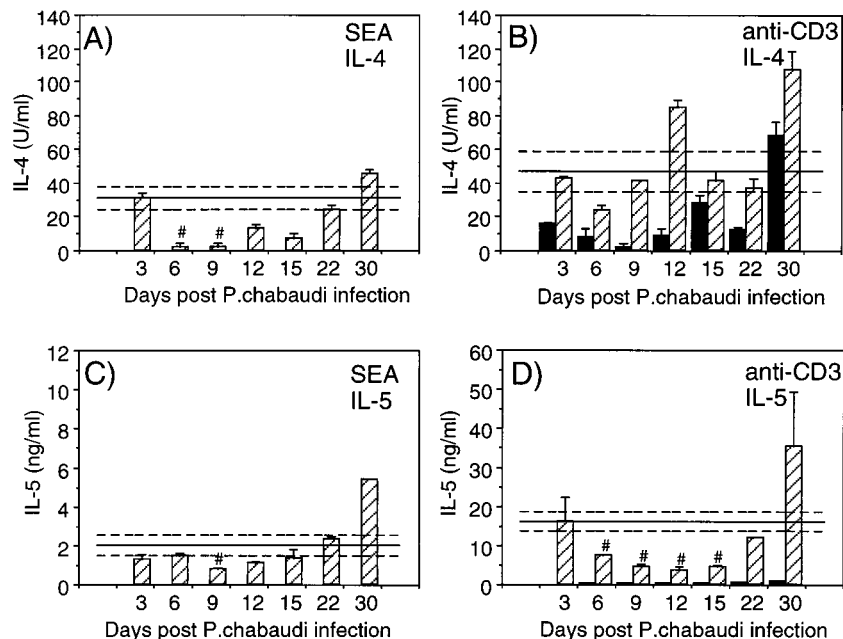 A)
SEA
IL-4
IL-4 (U/ml)
140
120
100
80
60
40
20
0
# #
3 6 9 12 15 22 30
Days post P.chabaudi infection
B)
anti-CD3
IL-4
IL-4 (U/ml)
140
120
100
80
60
40
20
0
3 6 9 12 15 22 30
Days post P.chabaudi infection
C)
SEA
IL-5
IL-5 (ng/ml)
12
10
8
6
4
2
0
#
3 6 9 12 15 22 30
Days post P.chabaudi infection
D)
anti-CD3
IL-5
IL-5 (ng/ml)
60
50
40
30
20
10
0
# # # #
3 6 9 12 15 22 30
Days post P.chabaudi infection